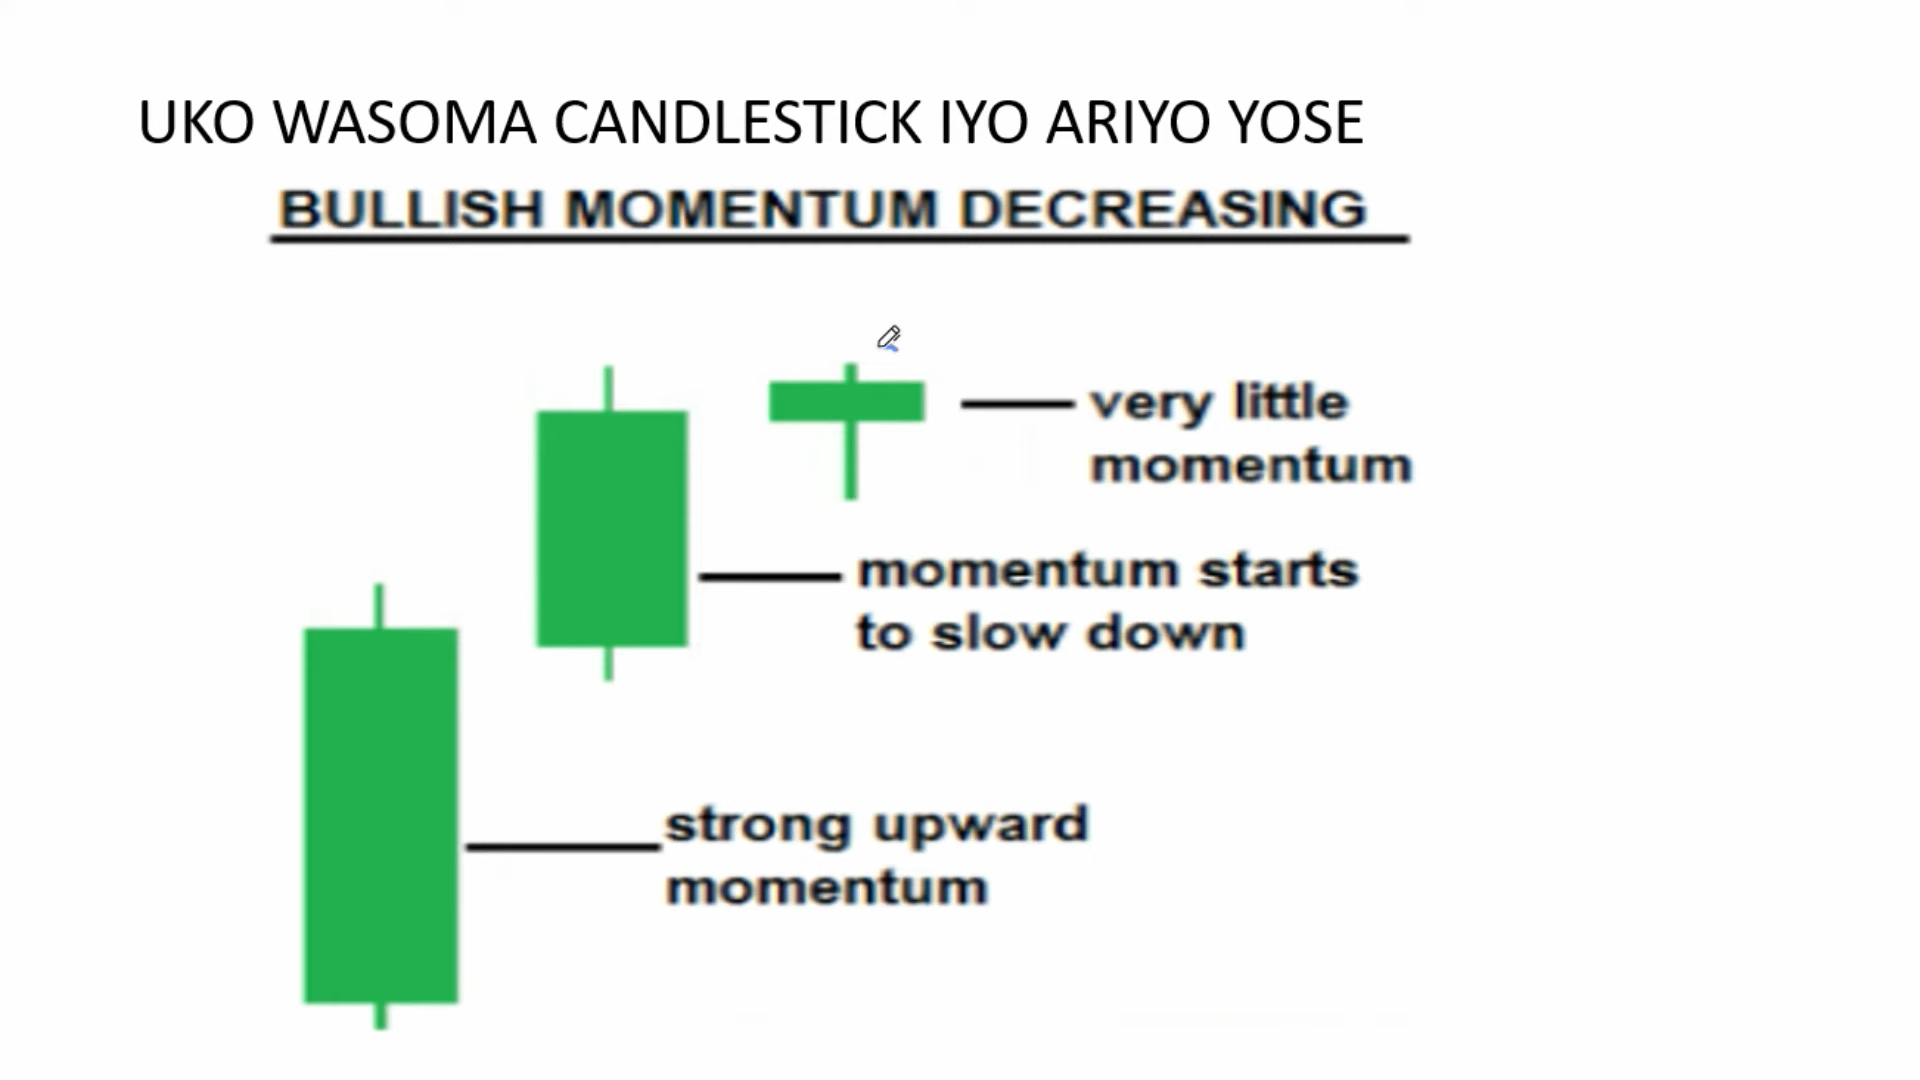 UKO WASOMA CANDLESTICK IYO ARIYO YOSE
BULLISH MOMENTUM DECREASING
very little
momentum
momentum starts
to slow down
strong upward
momentum